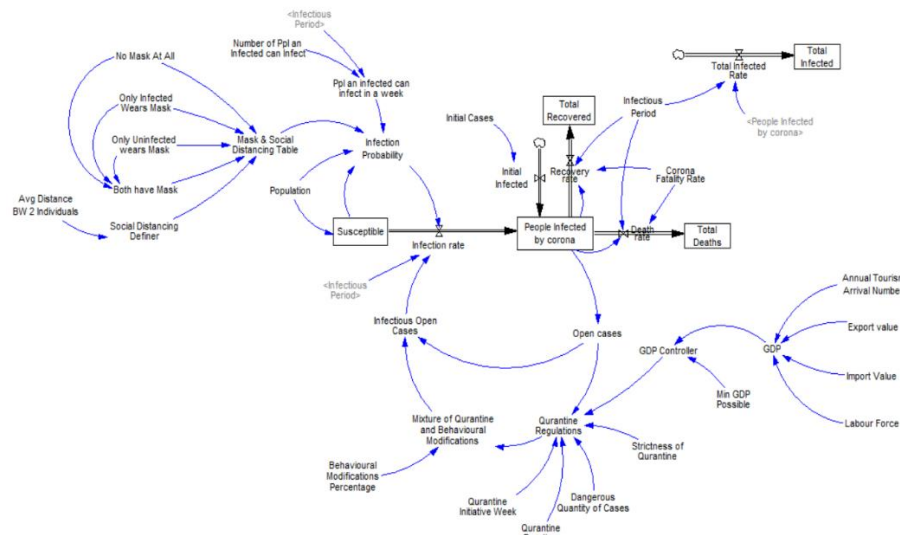 <Infectious
Period>
Number of Ppl an
Infected can Infect
No Mask At All
Ppl an infected can
infect in a week
Only Infected
Wears Mask
Only Uninfected
wears Mask
Mask & Social
Distancing Table
Infection
Probability
Both have Mask
Population
Avg Distance
BW 2 Individuals
Social Distancing
Definer
Susceptible
Infection rate
<Infectious
Period>
Initial Cases
Initial Infected
Total
Recovered
Recovery
rate
Infectious
Period
Total Infected
Rate
Total
Infected
<People Infected
by corona>
Corona
Fatality Rate
People Infected
by corona
Death
rate
Total
Deaths
Infectious Open
Cases
Open cases
Annual Tourism
Arrival Number
Export value
GDP Controller
GDP
Import Value
Min GDP
Possible
Labour Force
Mixture of Qurantine
and Behavioural
Modifications
Qurantine
Regulations
Strictness of
Qurantine
Behavioural
Modifications
Percentage
Qurantine
Initiative Week
Dangerous
Quantity of Cases
Qurantine